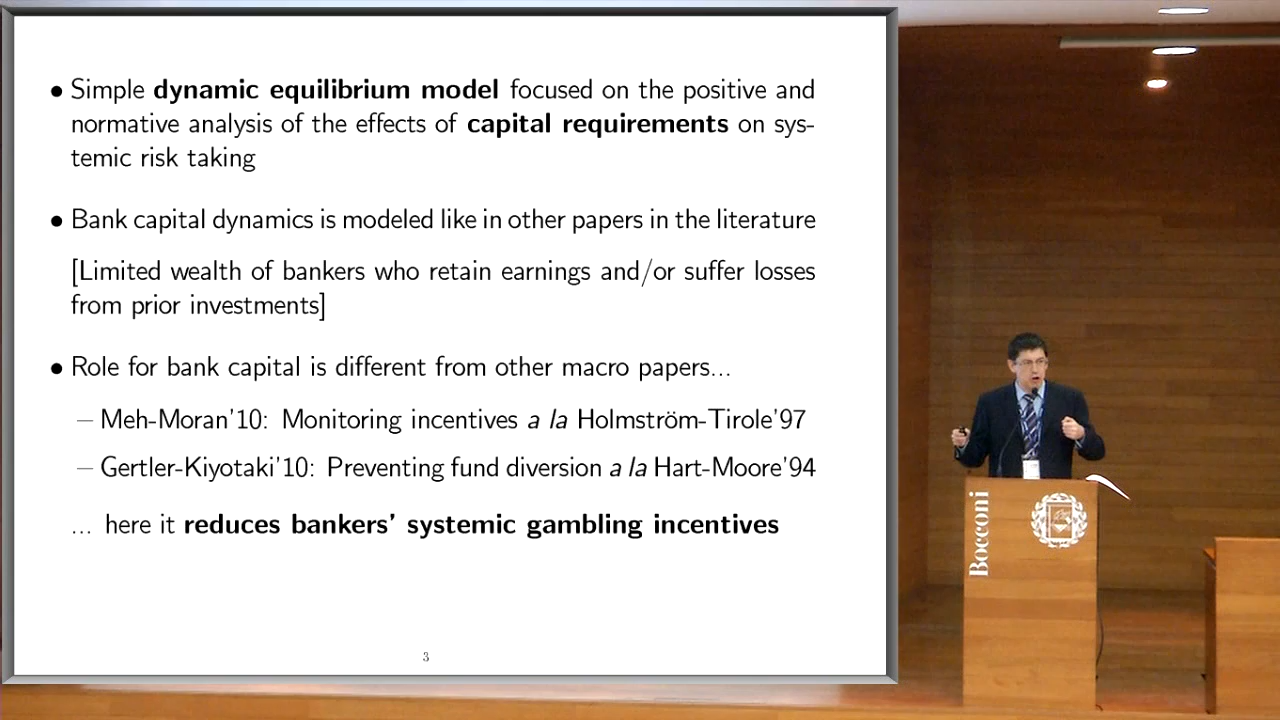 • Simple dynamic equilibrium model focused on the positive and
normative analysis of the effects of capital requirements on sys-
temic risk taking
• Bank capital dynamics is modeled like in other papers in the literature
[Limited wealth of bankers who retain earnings and/or suffer losses
from prior investments]
• Role for bank capital is different from other macro papers...
– Meh-Moran'10: Monitoring incentives a la Holmström-Tirole'97
– Gertler-Kiyotaki'10: Preventing fund diversion a la Hart-Moore'94
... here it reduces bankers' systemic gambling incentives
3
Bocconi